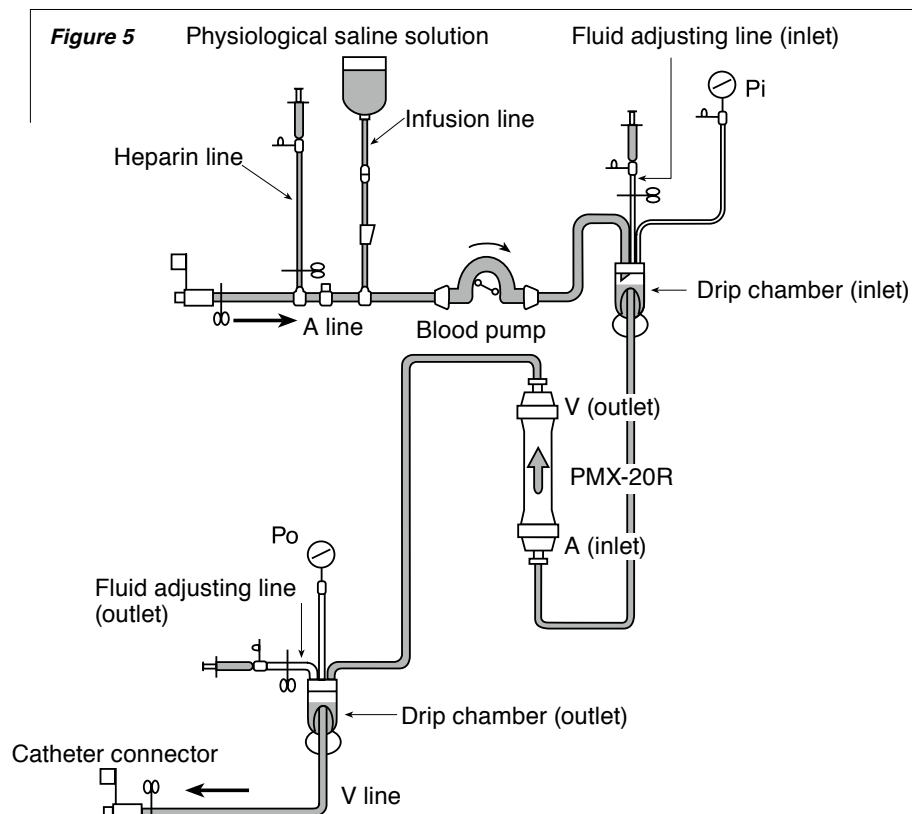 Figure 5
Physiological saline solution
Fluid adjusting line (inlet)
Pi
Infusion line
Heparin line
Drip chamber (inlet)
A line
Blood pump
V (outlet)
PMX-20R
A (inlet)
Po
Fluid adjusting line
(outlet)
Drip chamber (outlet)
Catheter connector
V line